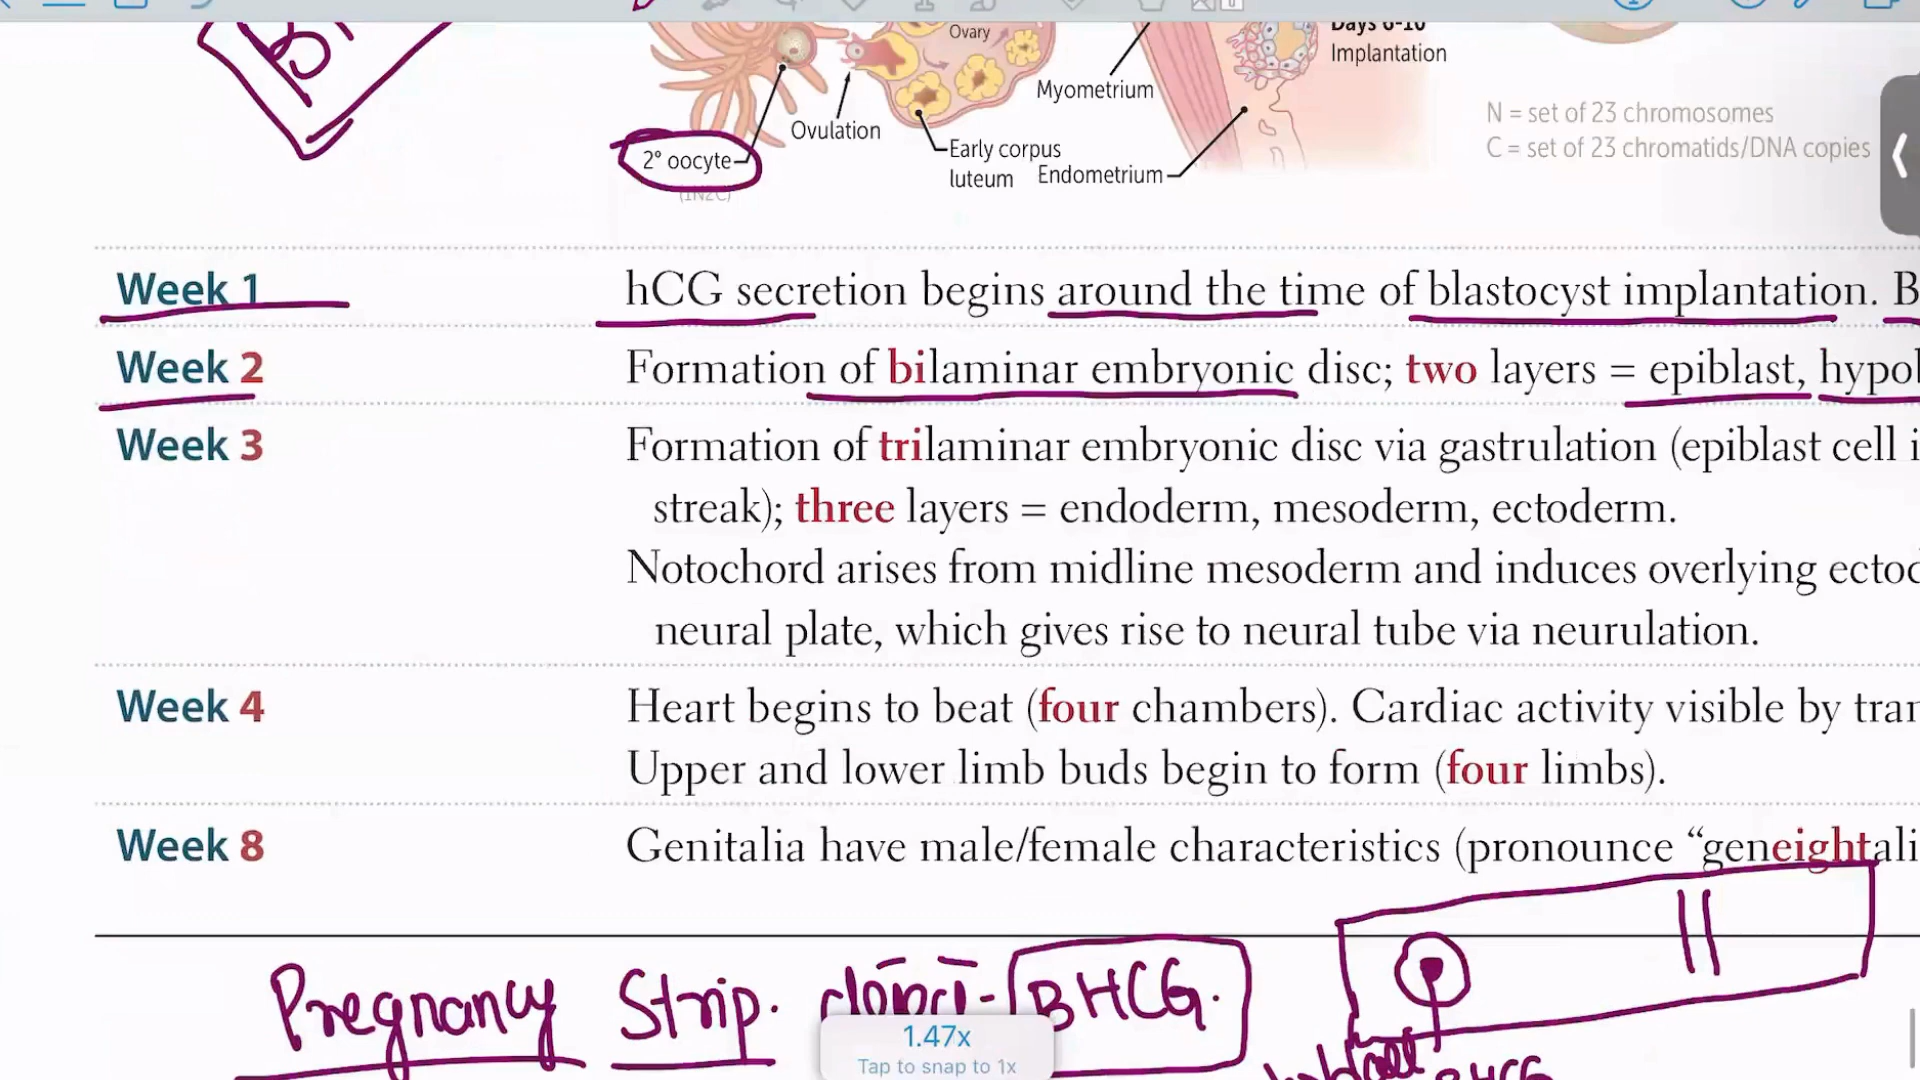 Days 6-10
Implantation
Ovary
Myometrium
Ovulation
2° oocyte
(1N2C)
Early corpus
luteum
Endometrium
N = set of 23 chromosomes
C = set of 23 chromatids/DNA copies
Week 1
hCG secretion begins around the time of blastocyst implantation. B
Week 2
Formation of bilaminar embryonic disc; two layers = epiblast, hypobl
Week 3
Formation of trilaminar embryonic disc via gastrulation (epiblast cell i
streak); three layers = endoderm, mesoderm, ectoderm.
Notochord arises from midline mesoderm and induces overlying ectod
neural plate, which gives rise to neural tube via neurulation.
Week 4
Heart begins to beat (four chambers). Cardiac activity visible by tran
Upper and lower limb buds begin to form (four limbs).
Week 8
Genitalia have male/female characteristics (pronounce “geneightali
Pregnancy Strip. BHCG.
BHCG
1.47x
Tap to snap to 1x